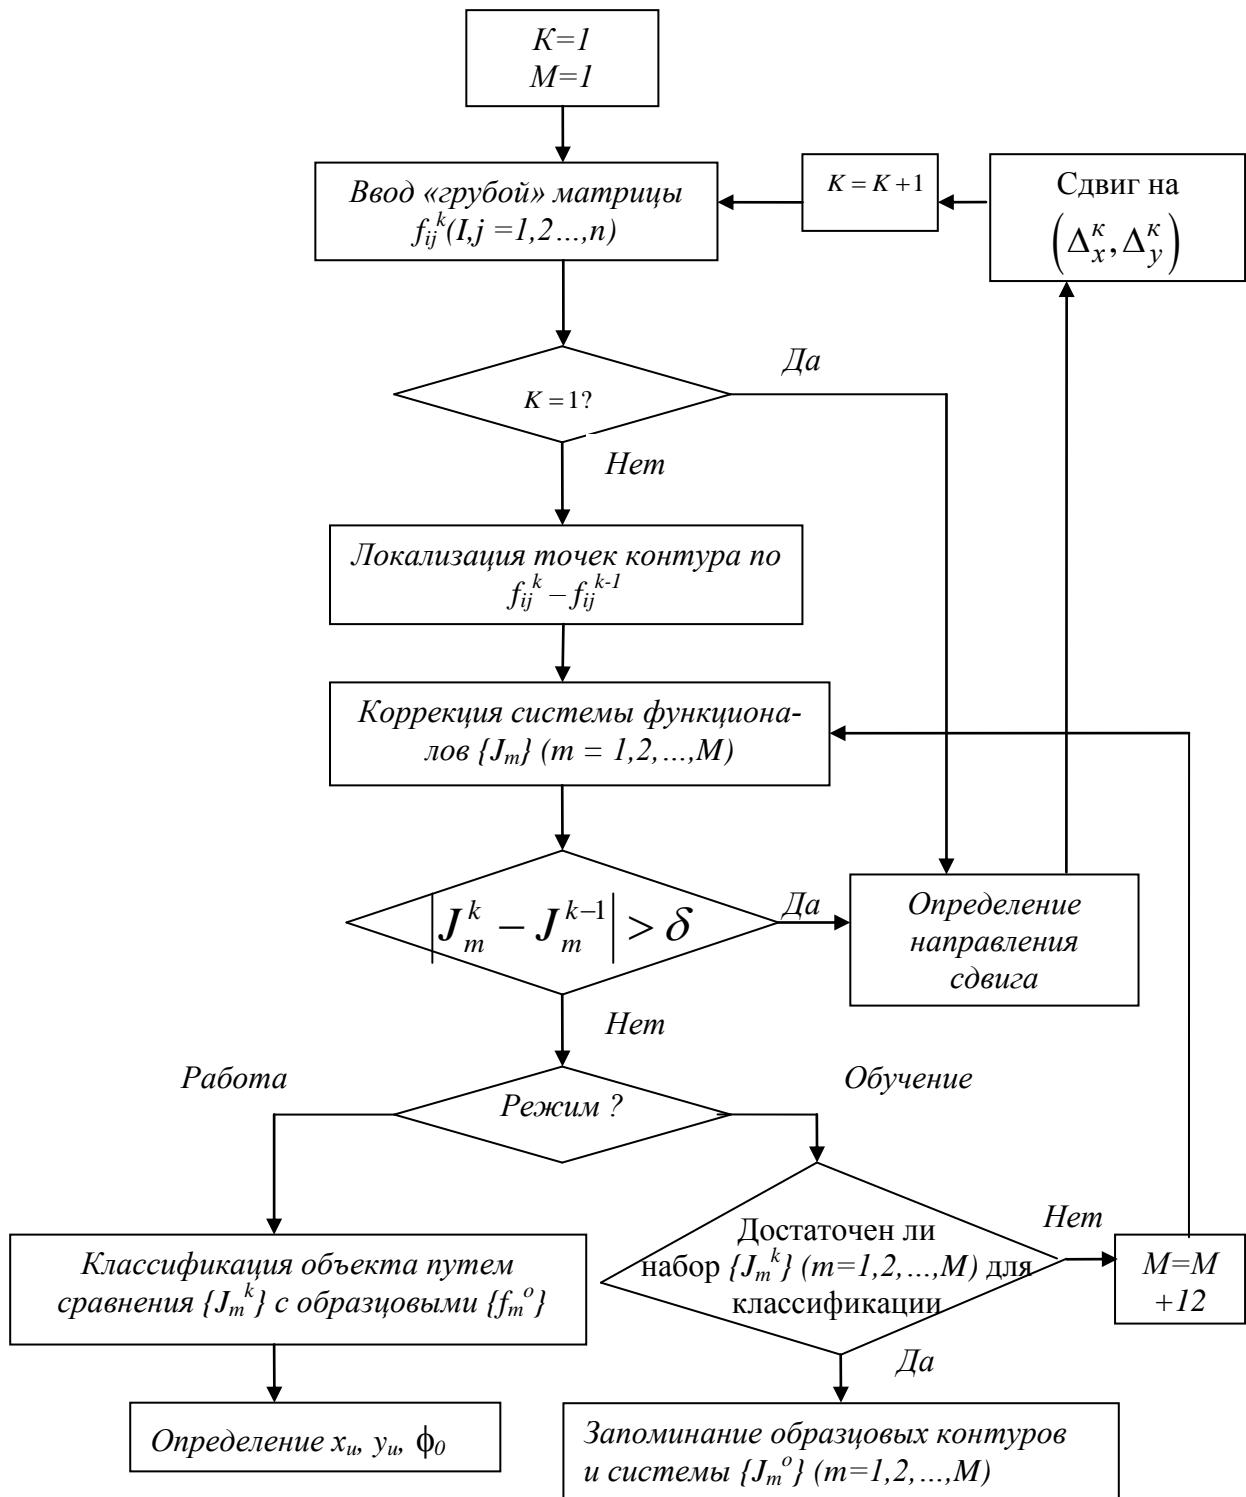 K=1
M=1
Ввод «грубой» матрицы
f_ij^k(I,j =1,2...,n)
K = K +1
Сдвиг на
(Δ_x^к, Δ_y^к)
Да
K = 1?
Нет
Локализация точек контура по
f_ij^k – f_ij^k-1
Коррекция системы функциона-
лов {J_m} (m = 1,2,...,M)
|J_m^k – J_m^k–1| > δ
Да
Определение
направления
сдвига
Нет
Работа
Обучение
Режим ?
Достаточен ли
набор {J_m^k} (m=1,2,...,M) для
классификации
Нет
M=M
+12
Классификация объекта путем
сравнения {J_m^k} с образцовыми {f_m^o}
Да
Определение x_u, y_u, ϕ_0
Запоминание образцовых контуров
и системы {J_m^o} (m=1,2,...,M)